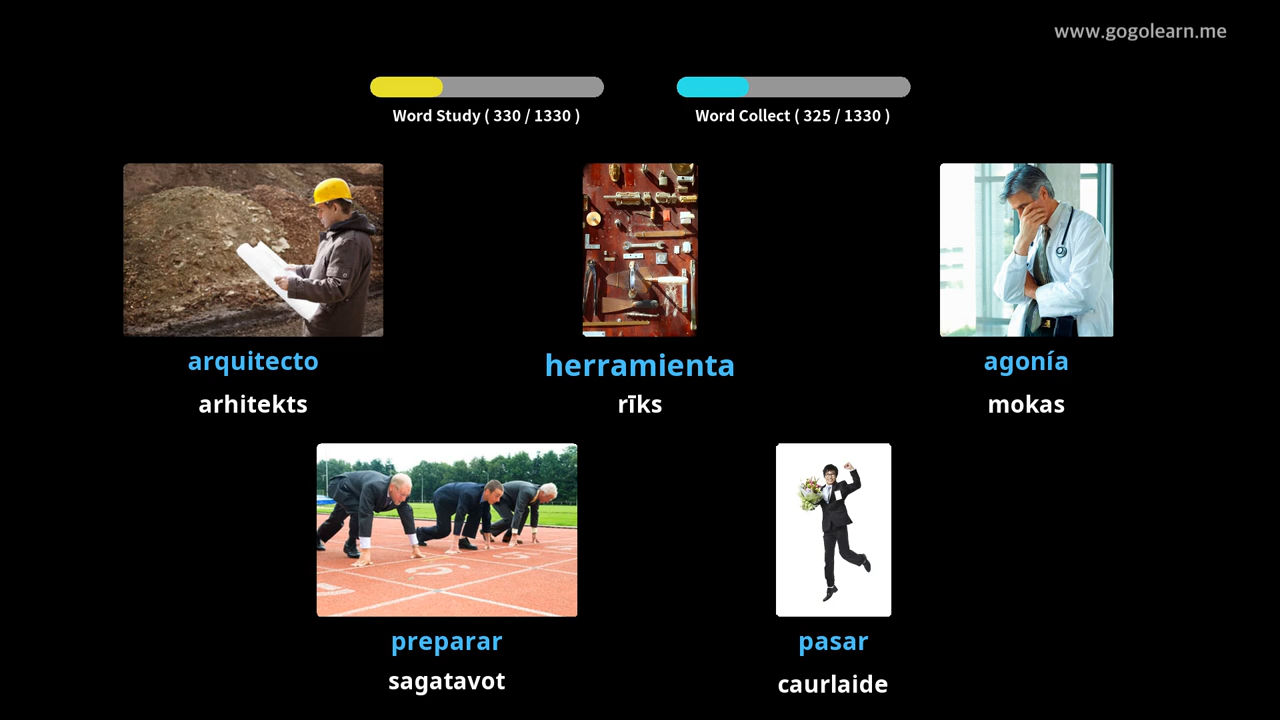 www.gogolearn.me
Word Study ( 330 / 1330 )
Word Collect ( 325 / 1330 )
arquitecto
arhitekts
herramienta
rīks
agonía
mokas
preparar
sagatavot
pasar
caurlaide